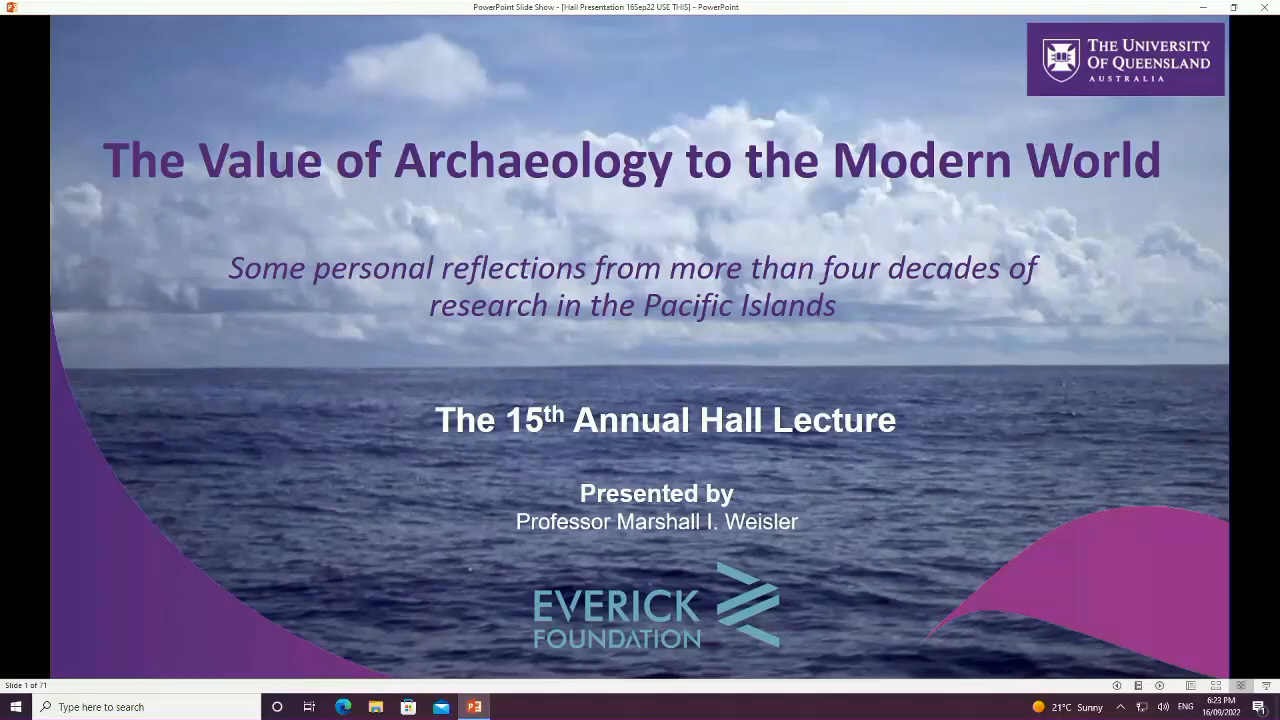 PowerPoint Slide Show - [Hall Presentation 16Sep22 USE THIS] - PowerPoint
THE UNIVERSITY
OF QUEENSLAND
AUSTRALIA
The Value of Archaeology to the Modern World
Some personal reflections from more than four decades of
research in the Pacific Islands
The 15th Annual Hall Lecture
Presented by
Professor Marshall I. Weisler
EVERICK
FOUNDATION
Slide 1 of 71
Type here to search
21°C Sunny
ENG
6:23 PM
16/09/2022